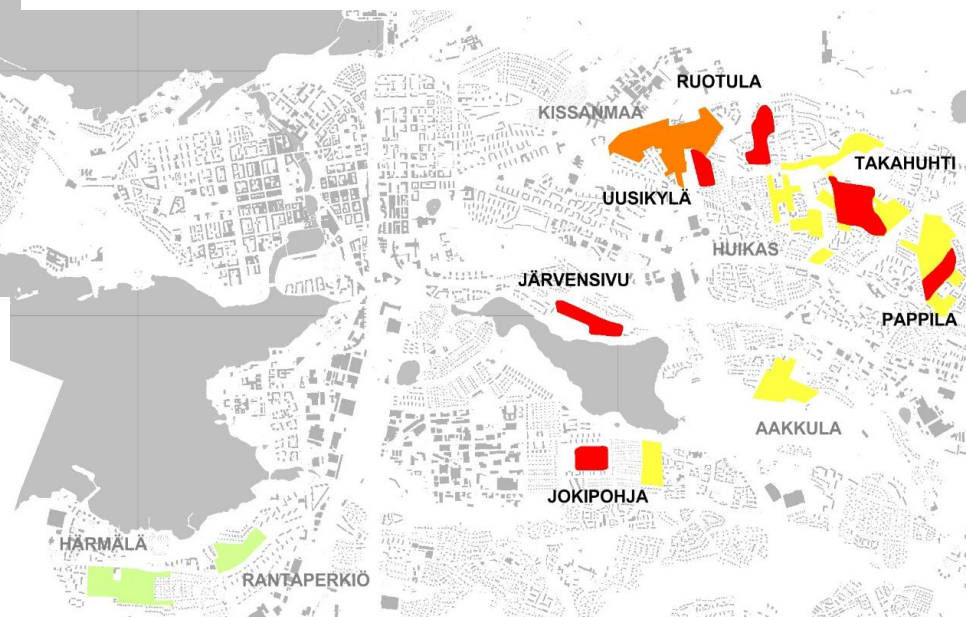 RUOTULA
KISSANMAA
TAKAHUHTI
UUSIKYLÄ
HUIKAS
JÄRVENSIVU
PAPPILA
AAKKULA
JOKIPOHJA
HÄRMÄLÄ
RANTAPERKIÖ